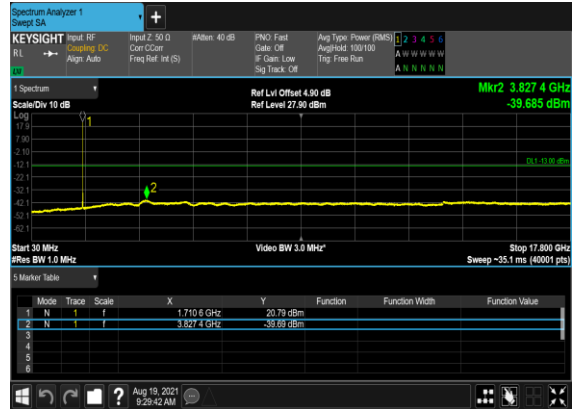 Spectrum Analyzer 1
Swept SA
+
KEYSIGHT Input: RF Input Z: 50 Ω #Atten: 40 dB PNO: Fast Avg Type: Power (RMS) 1 2 3 4 5 6
RL Coupling: DC Corr CCorr Gate: Off Avg|Hold: 100/100 A W W W W W
Align: Auto Freq Ref: Int (S) IF Gain: Low Trig: Free Run
Sig Track: Off A N N N N N
1 Spectrum Ref Lvl Offset 4.90 dB Mkr2 3.827 4 GHz
Scale/Div 10 dB Ref Level 27.90 dBm -39.685 dBm
Log
17.9
7.90
-2.10
-12.1
-22.1
-32.1
-42.1
-52.1
-62.1
1
2
DL1 -13.00 dBm
Start 30 MHz Video BW 3.0 MHz* Stop 17.800 GHz
#Res BW 1.0 MHz Sweep ~35.1 ms (40001 pts)
5 Marker Table
Mode Trace Scale X Y Function Function Width Function Value
1 N 1 f 1.710 6 GHz 20.79 dBm
2 N 1 f 3.827 4 GHz -39.69 dBm
3
4
5
6
? Aug 19, 2021
9:29:42 AM